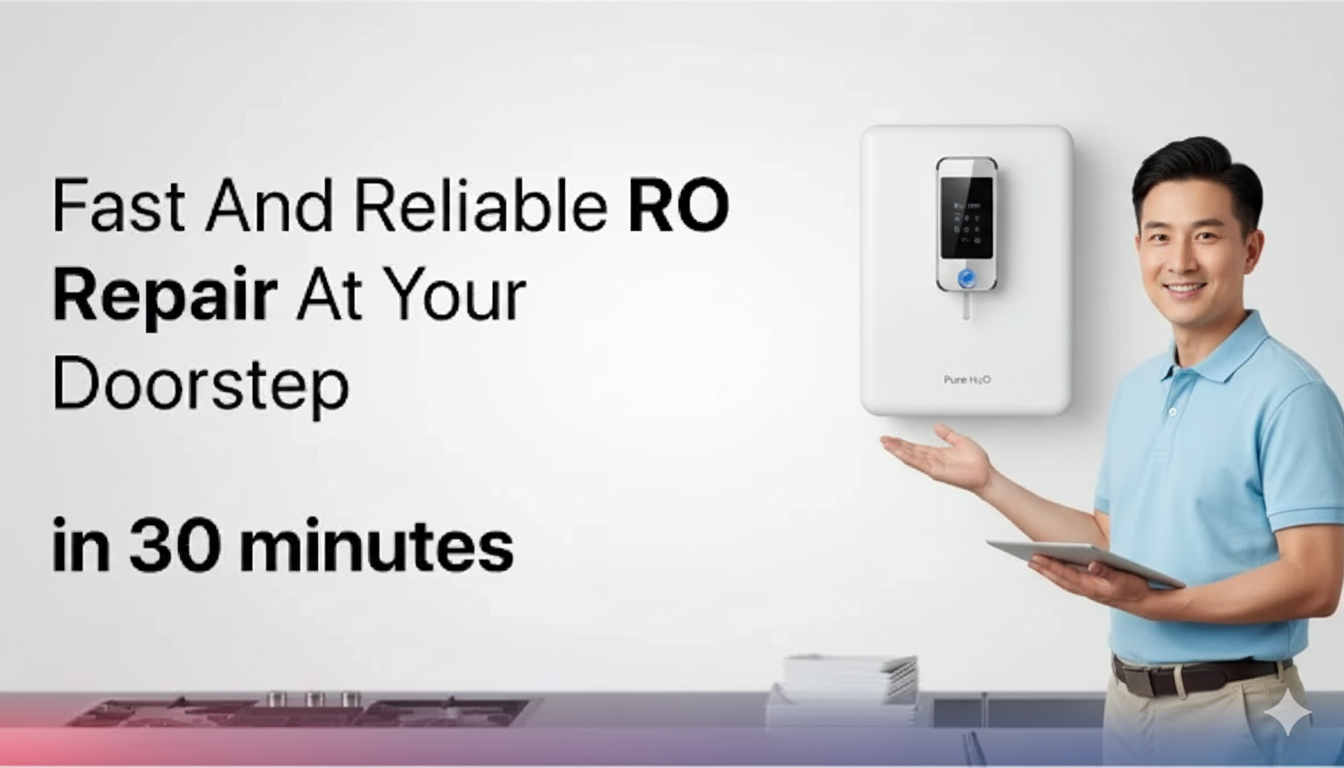 Fast And Reliable RO
Repair At Your
Doorstep
in 30 minutes
Pure H₂O